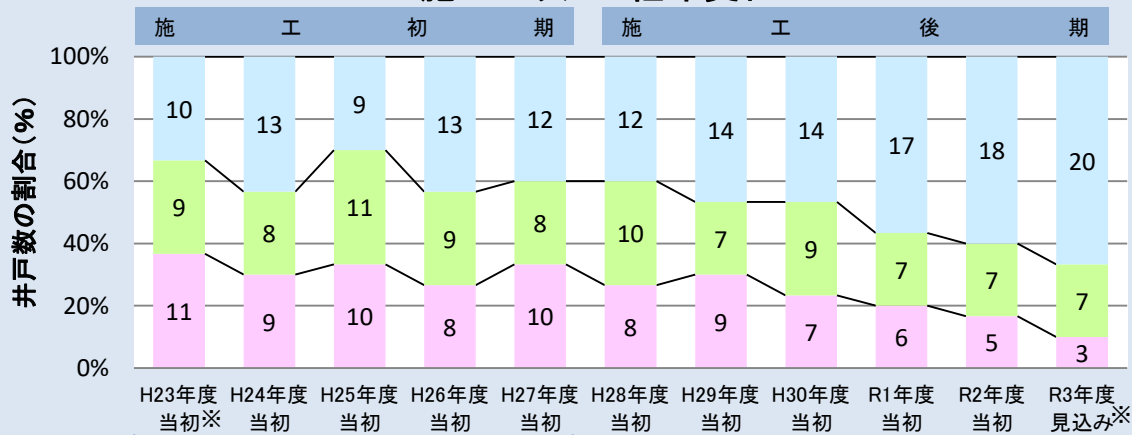 施 工 初 期 施 工 後 期
100%
80%
60%
40%
20%
0%
井戸数の割合(%)
10 13 9 13 12 12 14 14 17 18 20
9 8 11 9 8 10 7 9 7 7 7
11 9 10 8 10 8 9 7 6 5 3
H23年度 H24年度 H25年度 H26年度 H27年度 H28年度 H29年度 H30年度 R1年度 R2年度 R3年度
当初※ 当初 当初 当初 当初 当初 当初 当初 当初 当初 見込み※